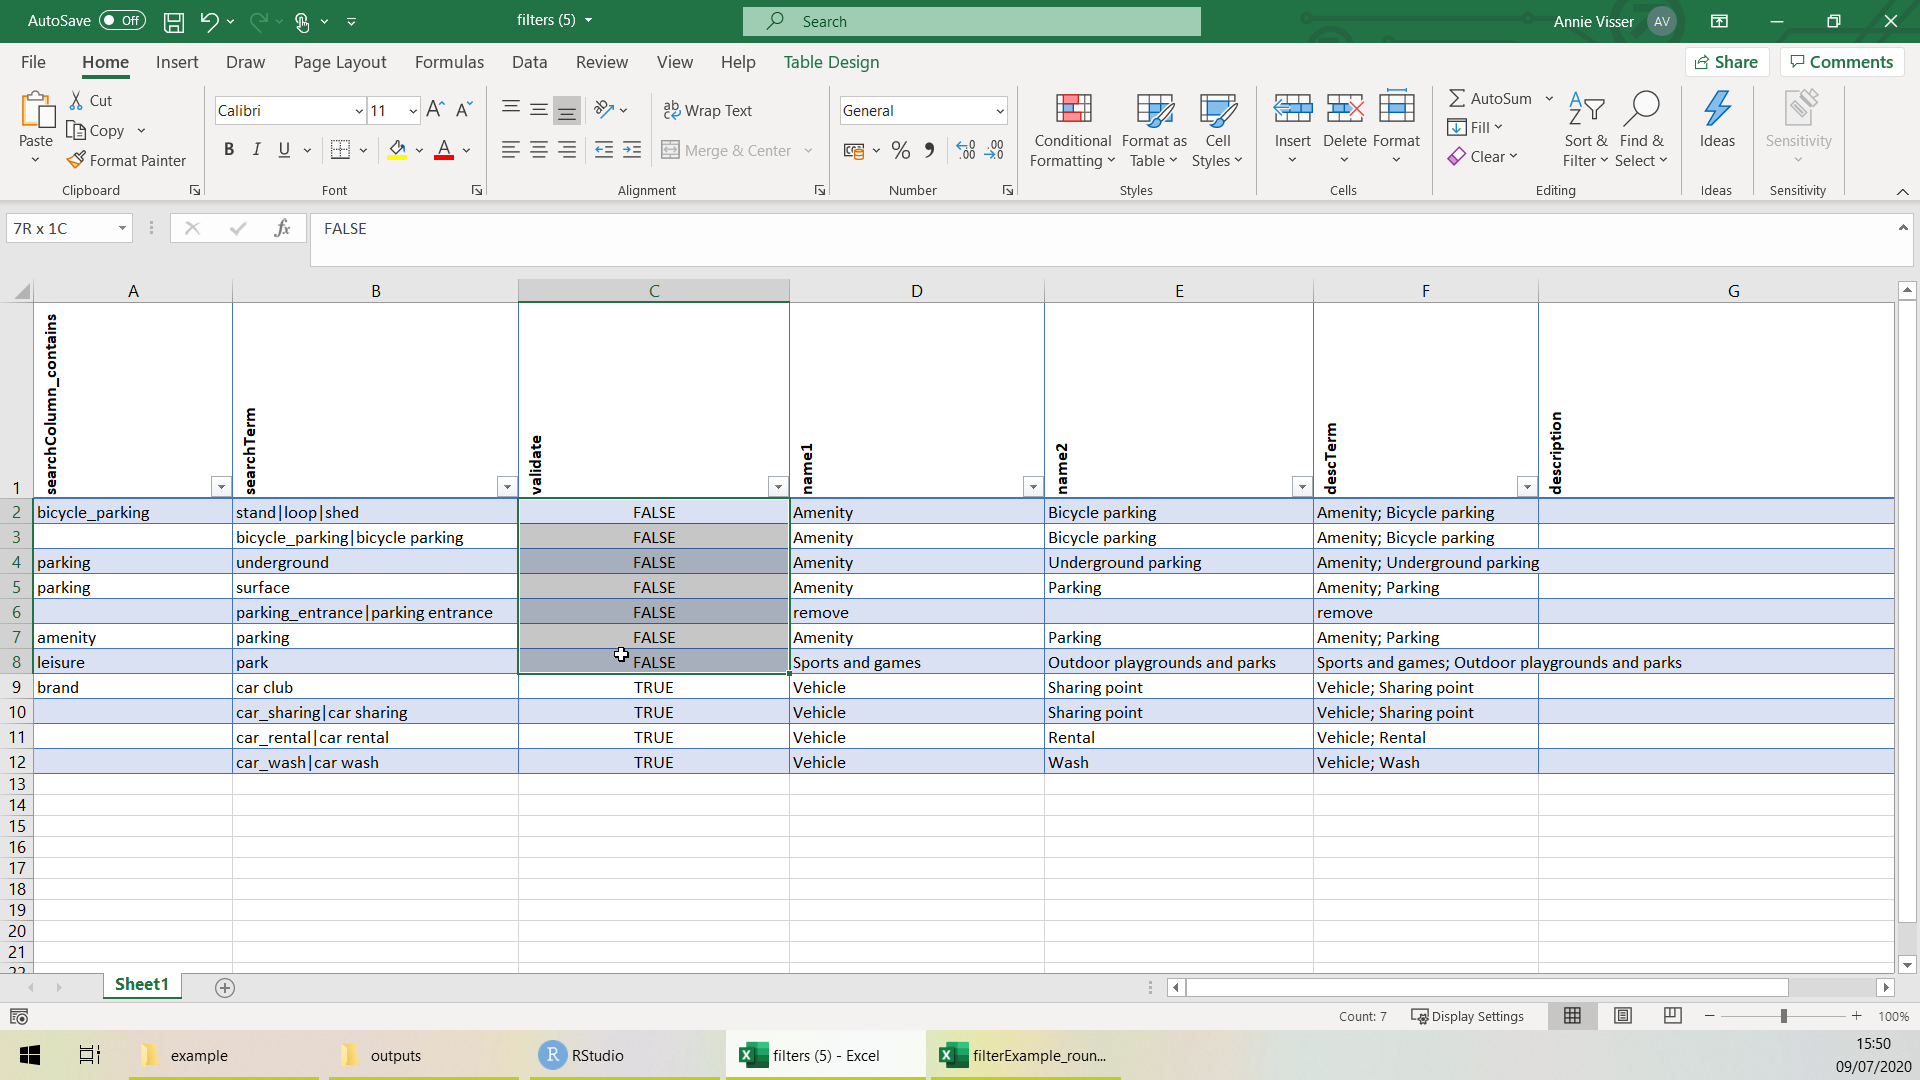 AutoSave Off filters (5) Search Annie Visser AV
File Home Insert Draw Page Layout Formulas Data Review View Help Table Design Share Comments
Paste Cut Copy Format Painter Clipboard
Calibri 11 A A B I U A Font
ab Wrap Text Merge & Center Alignment
General % Number
Conditional Formatting Format as Table Cell Styles Styles
Insert Delete Format Cells
AutoSum Fill Clear Sort & Filter Find & Select Editing
Ideas Ideas
Sensitivity Sensitivity
7R x 1C fx FALSE
A B C D E F G
1 searchColumn_contains searchTerm validate name1 name2 descTerm description
2 bicycle_parking stand|loop|shed FALSE Amenity Bicycle parking Amenity; Bicycle parking
3 bicycle_parking|bicycle parking FALSE Amenity Bicycle parking Amenity; Bicycle parking
4 parking underground FALSE Amenity Underground parking Amenity; Underground parking
5 parking surface FALSE Amenity Parking Amenity; Parking
6 parking_entrance|parking entrance FALSE remove remove
7 amenity parking FALSE Amenity Parking Amenity; Parking
8 leisure park FALSE Sports and games Outdoor playgrounds and parks Sports and games; Outdoor playgrounds and parks
9 brand car club TRUE Vehicle Sharing point Vehicle; Sharing point
10 car_sharing|car sharing TRUE Vehicle Sharing point Vehicle; Sharing point
11 car_rental|car rental TRUE Vehicle Rental Vehicle; Rental
12 car_wash|car wash TRUE Vehicle Wash Vehicle; Wash
13
14
15
16
17
18
19
20
21
22
Sheet1
Count: 7 Display Settings 100%
example outputs R RStudio filters (5) - Excel filterExample_roun... 15:50
09/07/2020